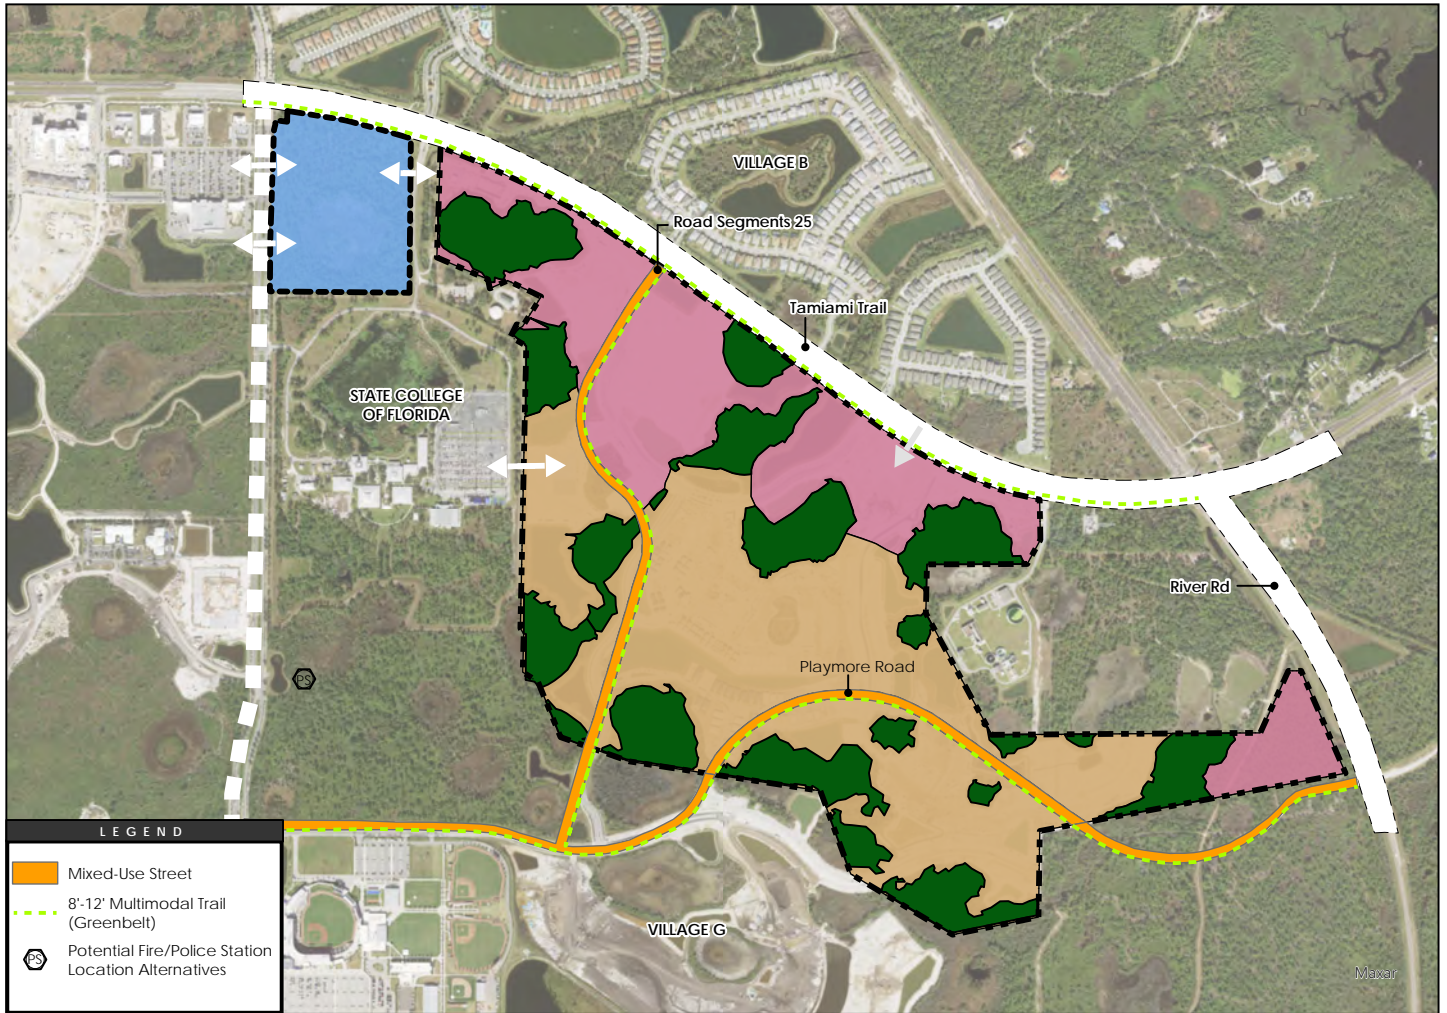 VILLAGE B
Road Segments 25
Tamiami Trail
STATE COLLEGE
OF FLORIDA
River Rd
Playmore Road
PS
VILLAGE G
Maxar
LEGEND
Mixed-Use Street
8'-12' Multimodal Trail
(Greenbelt)
PS
Potential Fire/Police Station
Location Alternatives